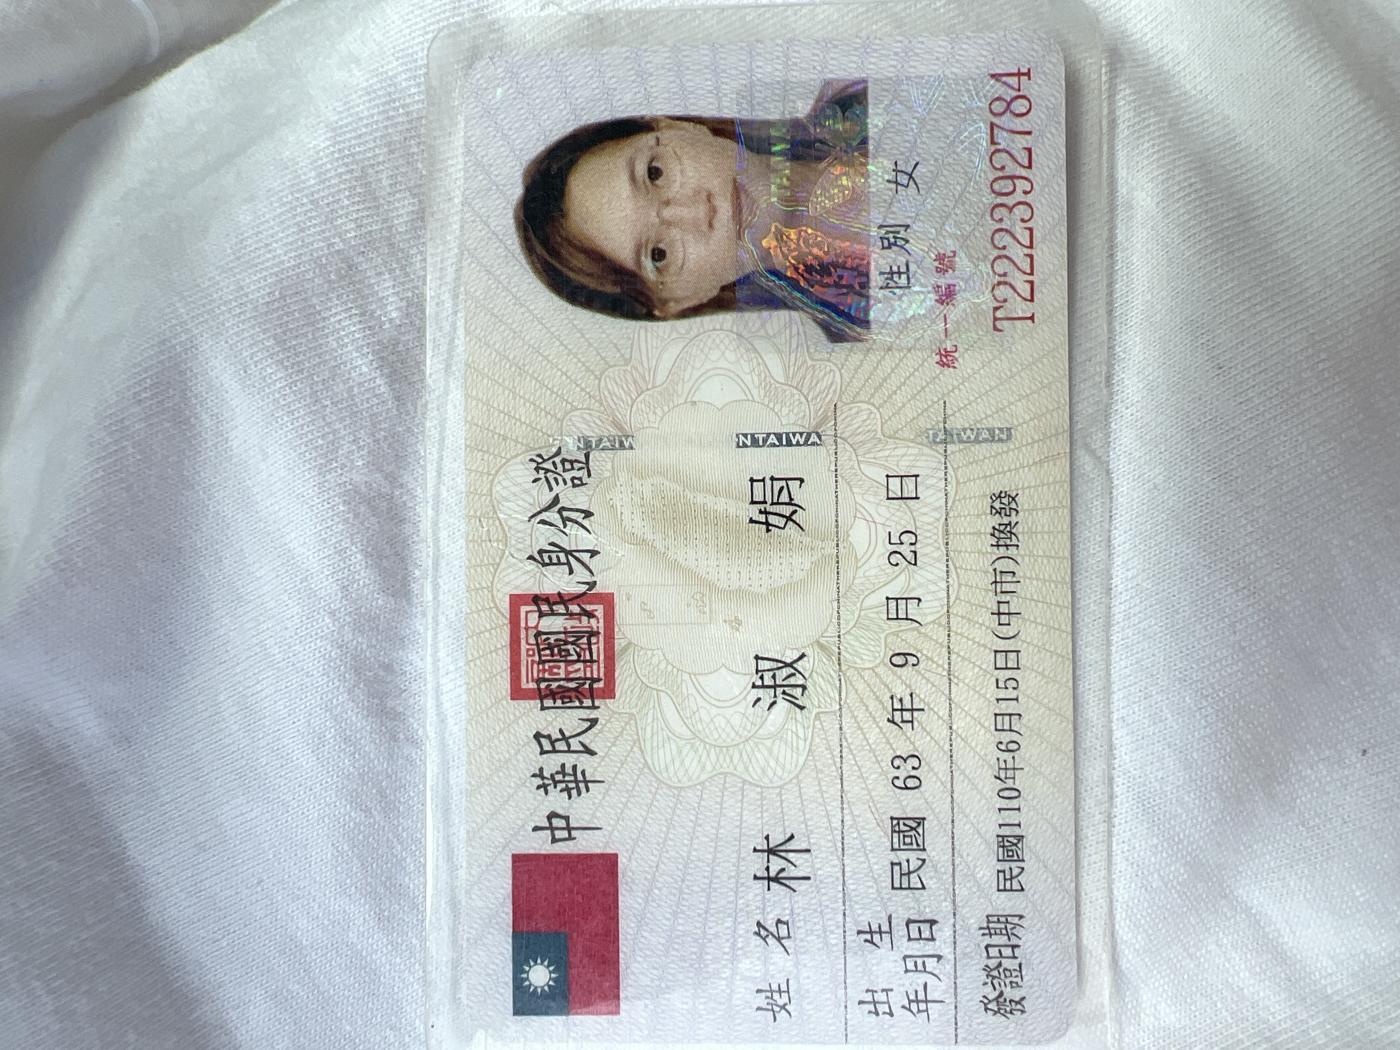 中華民國國民身分證
姓名 林淑娟
出生年月日 民國 63 年 9 月 25 日
發證日期 民國110年6月15日(中市)換發
性別 女
統一編號
T222392784
TAIWAN